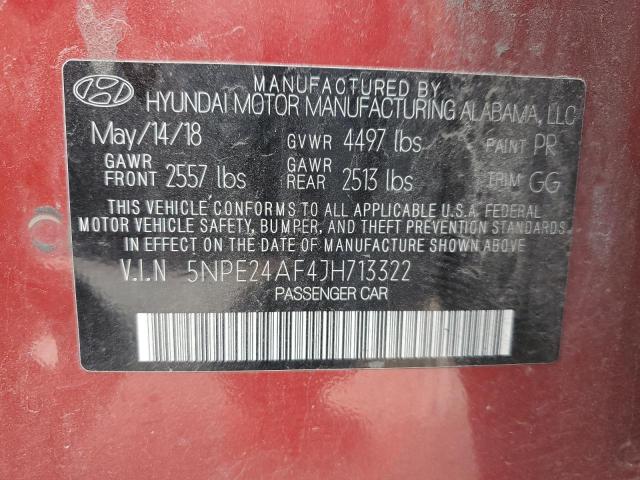 MANUFACTURED BY
HYUNDAI MOTOR MANUFACTURING ALABAMA, LLC
May/14/18 GVWR 4497 lbs PAINT PR
GAWR FRONT 2557 lbs GAWR REAR 2513 lbs TRIM GG
THIS VEHICLE CONFORMS TO ALL APPLICABLE U.S.A. FEDERAL
MOTOR VEHICLE SAFETY, BUMPER, AND THEFT PREVENTION STANDARDS
IN EFFECT ON THE DATE OF MANUFACTURE SHOWN ABOVE.
V.I.N 5NPE24AF4JH713322
PASSENGER CAR